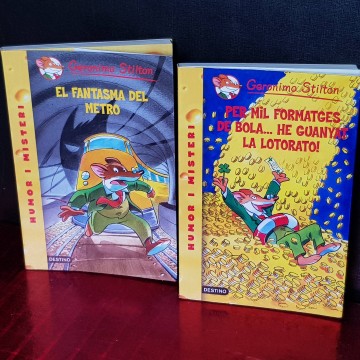 Geronimo Stilton
EL FANTASMA DEL
METRO
HUMOR I MISTERI
DESTINO
Geronimo Stilton
PER MIL FORMATGES
DE BOLA... HE GUANYAT
LA LOTORATO!
HUMOR I MISTERI
DESTINO